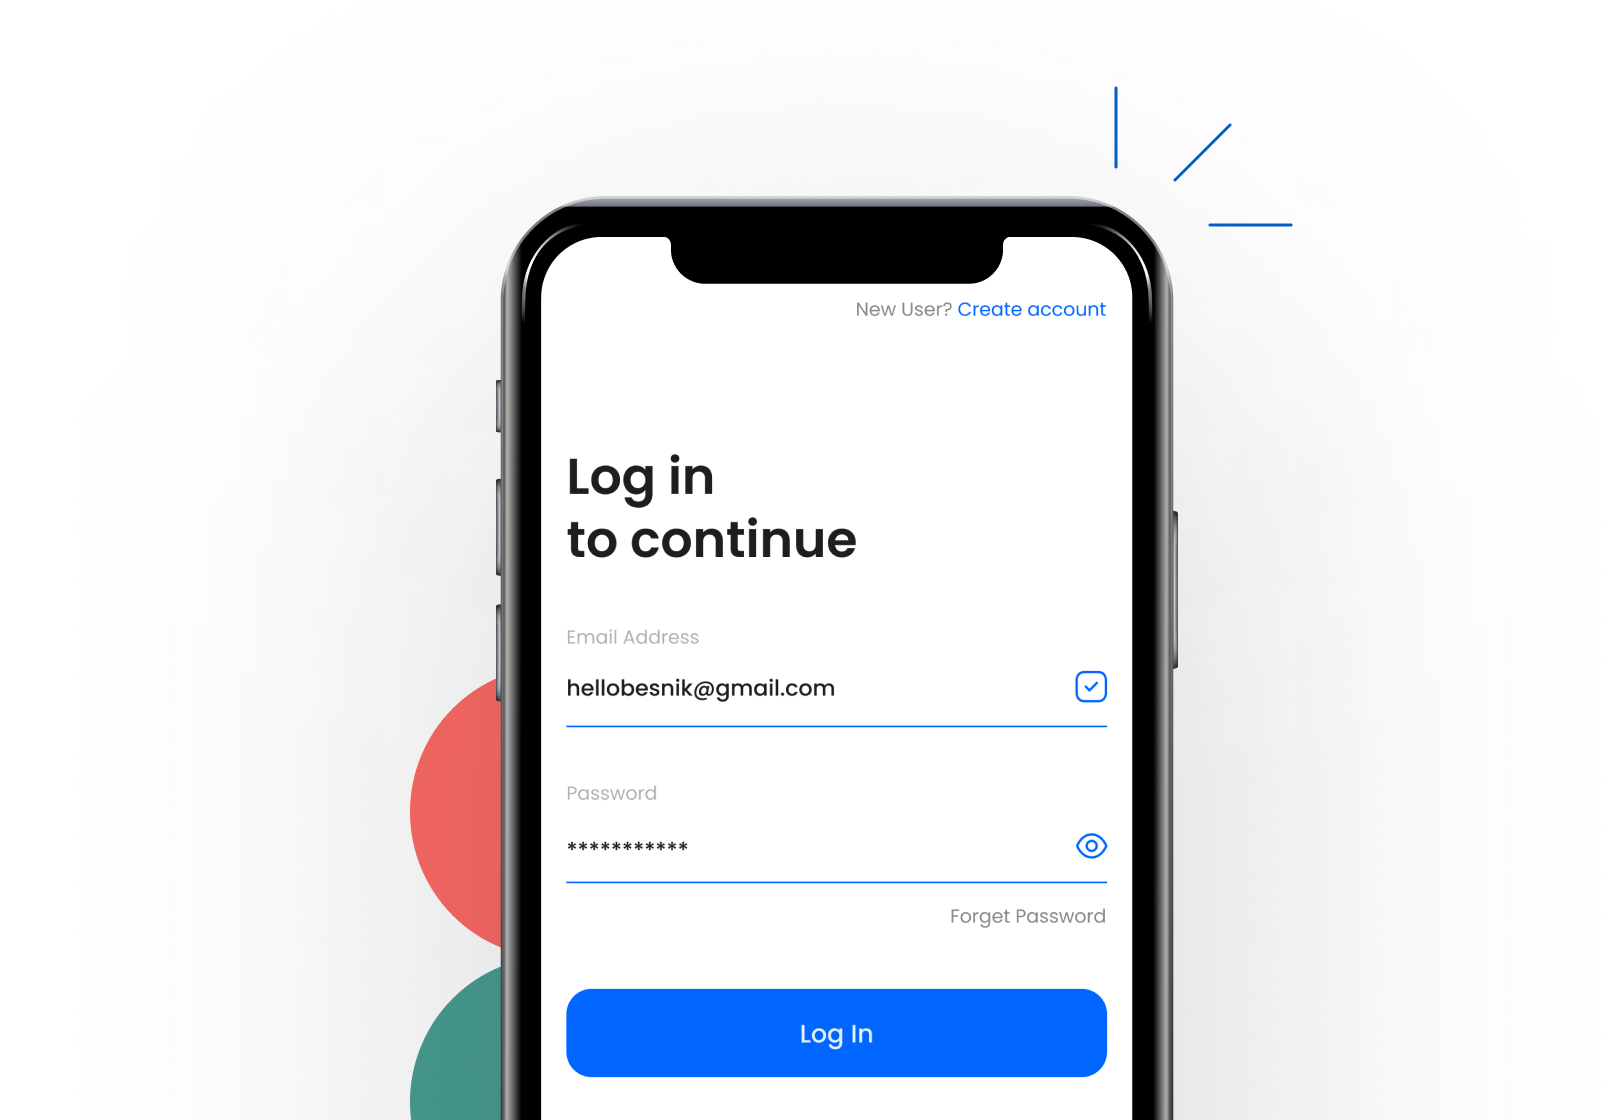 New User? Create account
Log in
to continue
Email Address
hellobesnik@gmail.com
Password
***********
Forget Password
Log In